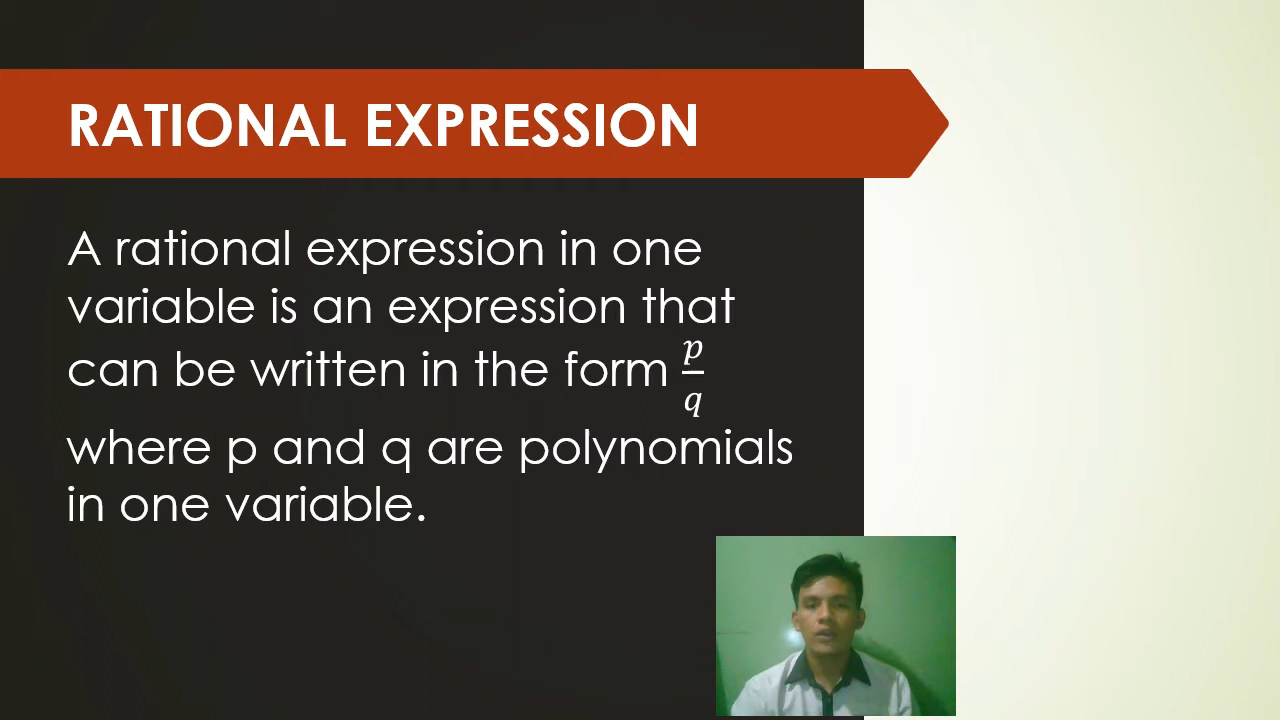 RATIONAL EXPRESSION
A rational expression in one
variable is an expression that
can be written in the form p/q
where p and q are polynomials
in one variable.